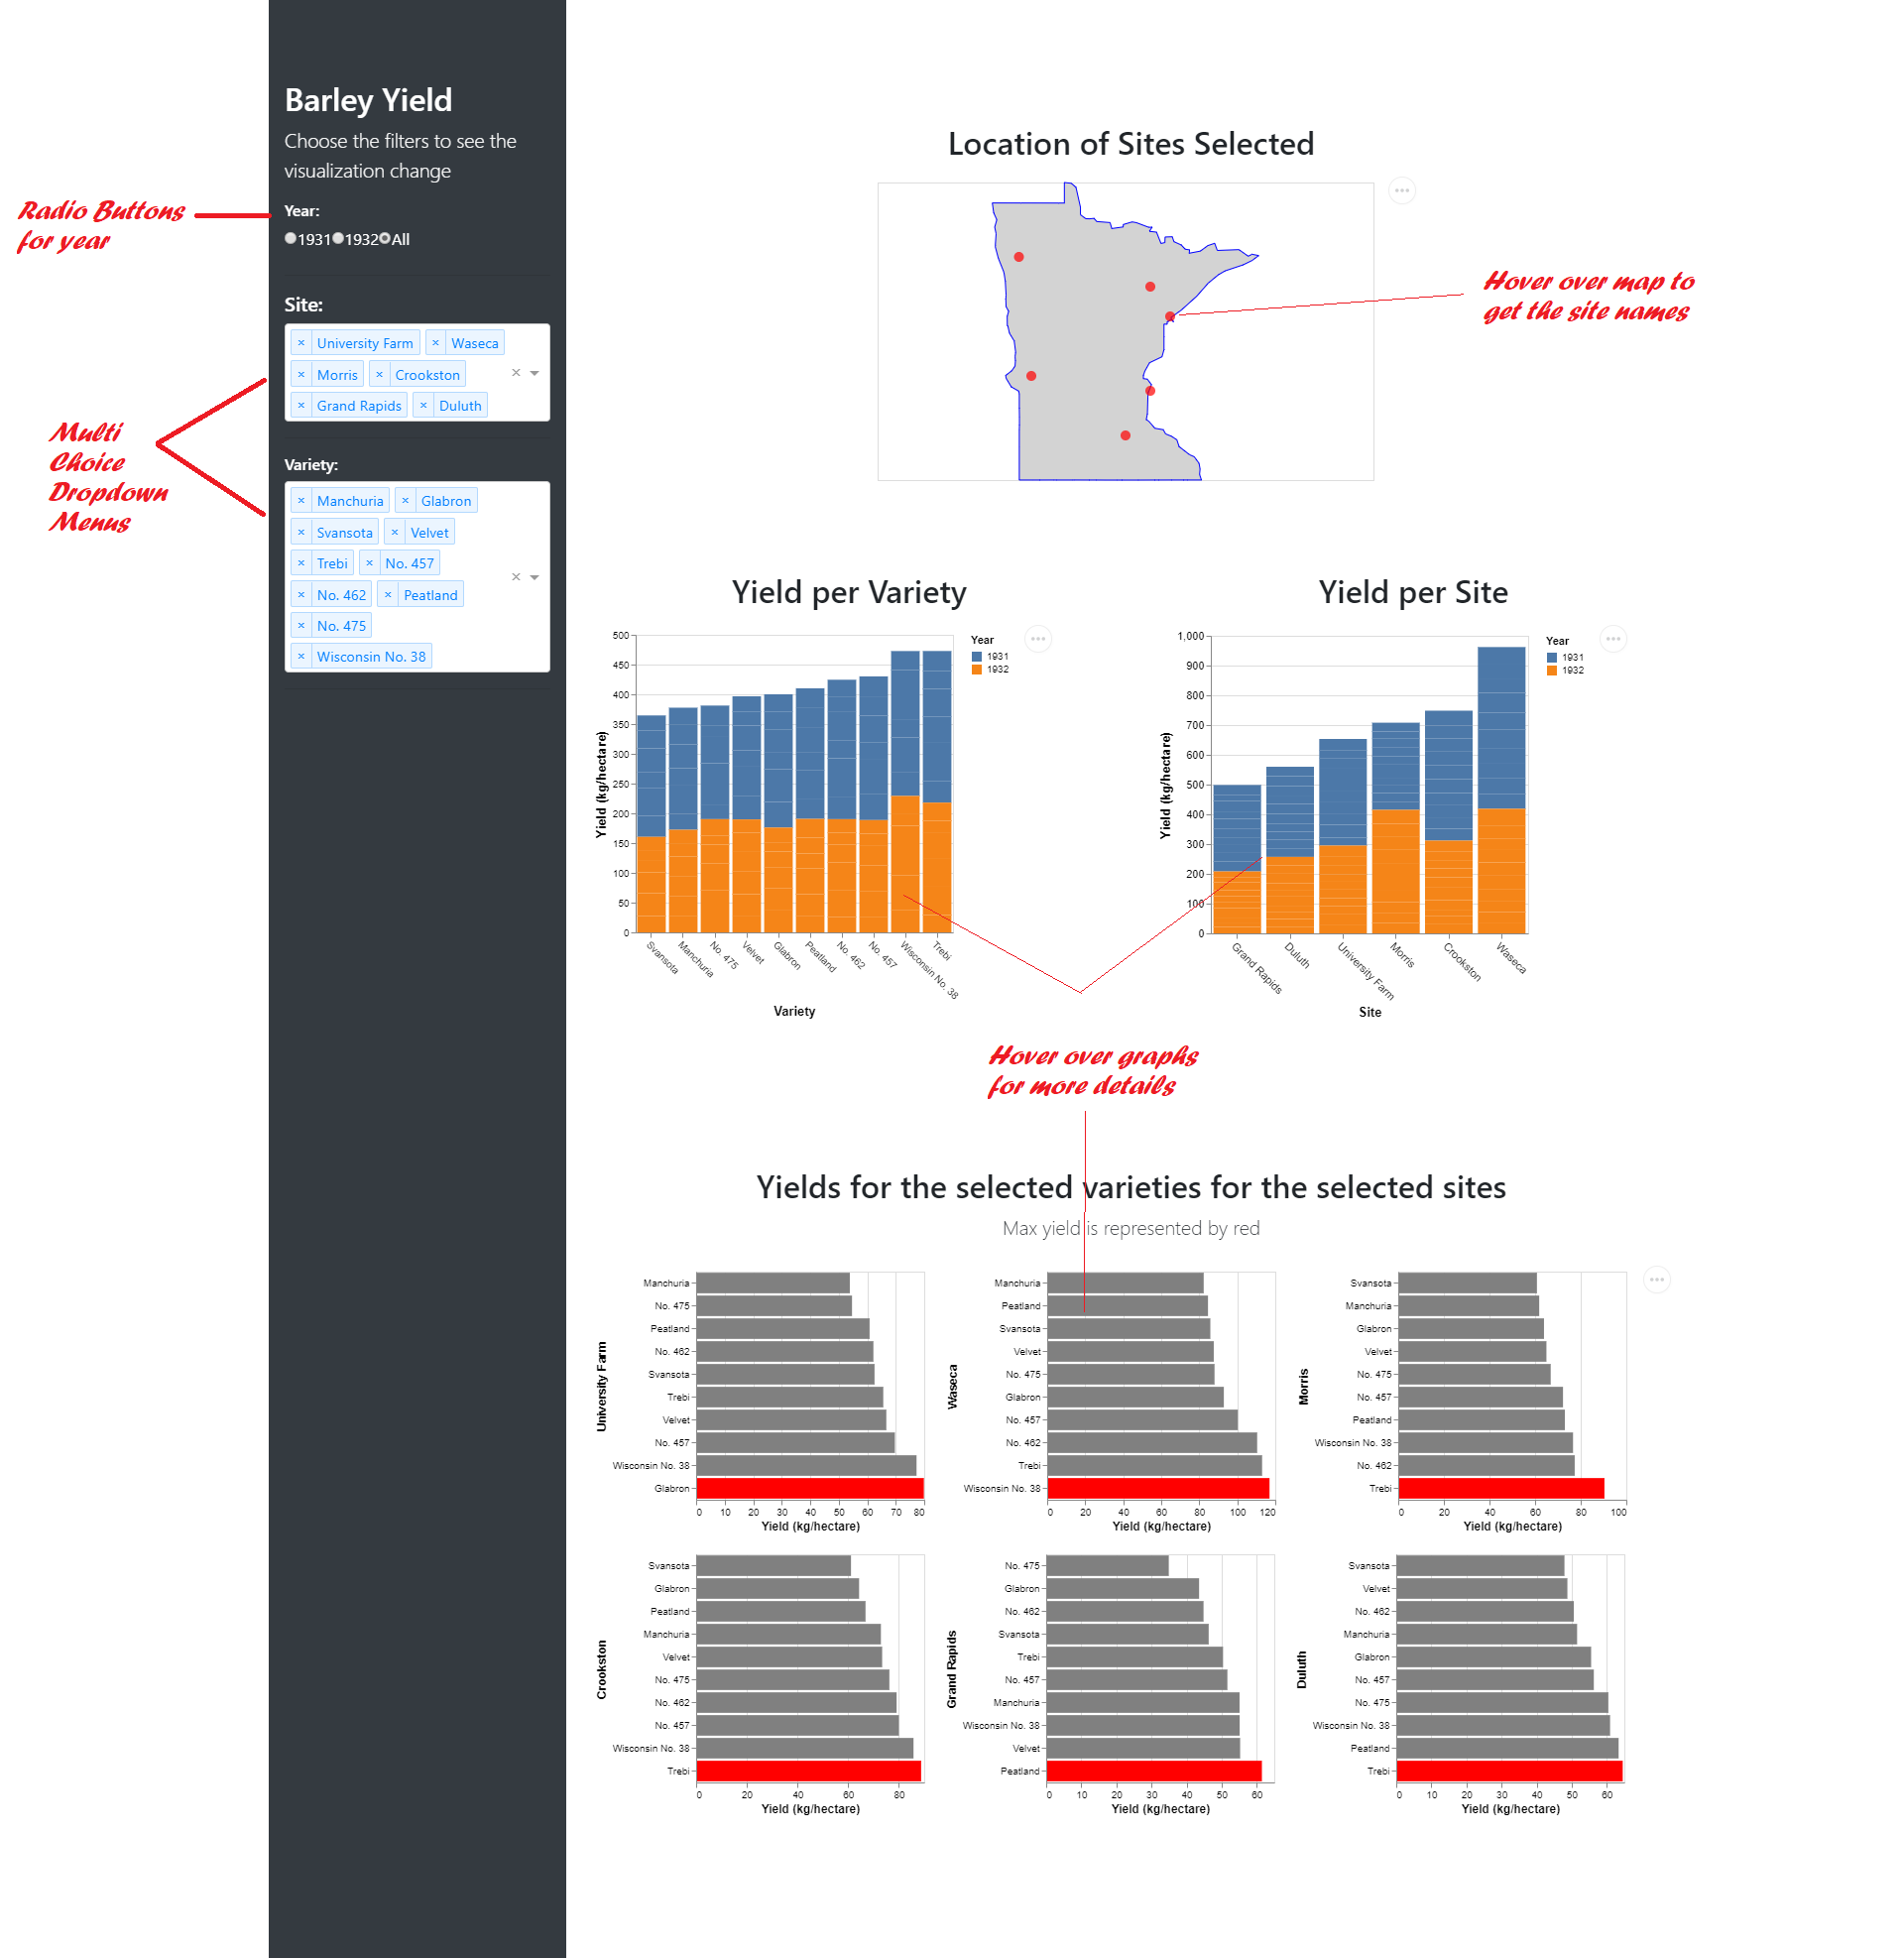 Barley Yield
Choose the filters to see the
visualization change
Radio Buttons
for year
Year:
1931 1932 All
Site:
× University Farm × Waseca
× Morris × Crookston
× Grand Rapids × Duluth
Multi
Choice
Dropdown
Menus
Variety:
× Manchuria × Glabron
× Svansota × Velvet
× Trebi × No. 457
× No. 462 × Peatland
× No. 475
× Wisconsin No. 38
Location of Sites Selected
Hover over map to
get the site names
Yield per Variety
Year
1931
1932
500
450
400
350
300
250
200
150
100
50
0
Yield (kg/hectare)
Svansota
Manchuria
No. 475
Velvet
Glabron
Peatland
No. 462
No. 457
Wisconsin No. 38
Trebi
Variety
Yield per Site
Year
1931
1932
1,000
900
800
700
600
500
400
300
200
100
0
Yield (kg/hectare)
Grand Rapids
Duluth
University Farm
Morris
Crookston
Waseca
Site
Hover over graphs
for more details
Yields for the selected varieties for the selected sites
Max yield is represented by red
University Farm
Manchuria
No. 475
Peatland
No. 462
Svansota
Trebi
Velvet
No. 457
Wisconsin No. 38
Glabron
0 10 20 30 40 50 60 70 80
Yield (kg/hectare)
Waseca
Manchuria
Peatland
Svansota
Velvet
No. 475
Glabron
No. 457
No. 462
Trebi
Wisconsin No. 38
0 20 40 60 80 100 120
Yield (kg/hectare)
Morris
Svansota
Manchuria
Glabron
Velvet
No. 475
No. 457
Peatland
Wisconsin No. 38
No. 462
Trebi
0 20 40 60 80 100
Yield (kg/hectare)
Crookston
Svansota
Glabron
Peatland
Manchuria
Velvet
No. 475
No. 462
No. 457
Wisconsin No. 38
Trebi
0 20 40 60 80
Yield (kg/hectare)
Grand Rapids
No. 475
Glabron
No. 462
Svansota
Trebi
No. 457
Manchuria
Wisconsin No. 38
Velvet
Peatland
0 10 20 30 40 50 60
Yield (kg/hectare)
Duluth
Svansota
Velvet
No. 462
Manchuria
Glabron
No. 457
No. 475
Wisconsin No. 38
Peatland
Trebi
0 10 20 30 40 50 60
Yield (kg/hectare)